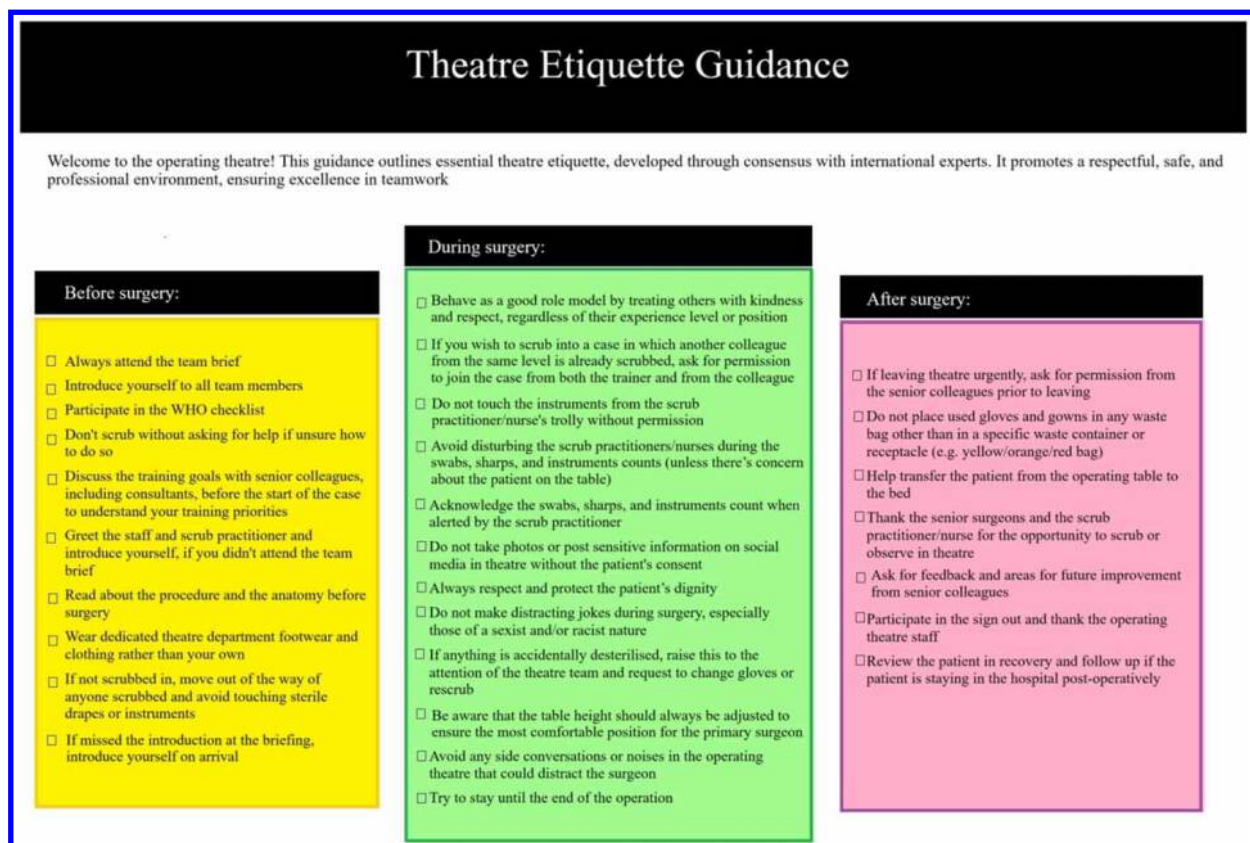 Theatre Etiquette Guidance
Welcome to the operating theatre! This guidance outlines essential theatre etiquette, developed through consensus with international experts. It promotes a respectful, safe, and
professional environment, ensuring excellence in teamwork
Before surgery:
☐ Always attend the team brief
☐ Introduce yourself to all team members
☐ Participate in the WHO checklist
☐ Don't scrub without asking for help if unsure how
to do so
☐ Discuss the training goals with senior colleagues,
including consultants, before the start of the case
to understand your training priorities
☐ Greet the staff and scrub practitioner and
introduce yourself, if you didn't attend the team
brief
☐ Read about the procedure and the anatomy before
surgery
☐ Wear dedicated theatre department footwear and
clothing rather than your own
☐ If not scrubbed in, move out of the way of
anyone scrubbed and avoid touching sterile
drapes or instruments
☐ If missed the introduction at the briefing,
introduce yourself on arrival
During surgery:
☐ Behave as a good role model by treating others with kindness
and respect, regardless of their experience level or position
☐ If you wish to scrub into a case in which another colleague
from the same level is already scrubbed, ask for permission
to join the case from both the trainer and from the colleague
☐ Do not touch the instruments from the scrub
practitioner/nurse's trolly without permission
☐ Avoid disturbing the scrub practitioners/nurses during the
swabs, sharps, and instruments counts (unless there's concern
about the patient on the table)
☐ Acknowledge the swabs, sharps, and instruments count when
alerted by the scrub practitioner
☐ Do not take photos or post sensitive information on social
media in theatre without the patient's consent
☐ Always respect and protect the patient's dignity
☐ Do not make distracting jokes during surgery, especially
those of a sexist and/or racist nature
☐ If anything is accidentally desterilised, raise this to the
attention of the theatre team and request to change gloves or
rescrub
☐ Be aware that the table height should always be adjusted to
ensure the most comfortable position for the primary surgeon
☐ Avoid any side conversations or noises in the operating
theatre that could distract the surgeon
☐ Try to stay until the end of the operation
After surgery:
☐ If leaving theatre urgently, ask for permission from
the senior colleagues prior to leaving
☐ Do not place used gloves and gowns in any waste
bag other than in a specific waste container or
receptacle (e.g. yellow/orange/red bag)
☐ Help transfer the patient from the operating table to
the bed
☐ Thank the senior surgeons and the scrub
practitioner/nurse for the opportunity to scrub or
observe in theatre
☐ Ask for feedback and areas for future improvement
from senior colleagues
☐ Participate in the sign out and thank the operating
theatre staff
☐ Review the patient in recovery and follow up if the
patient is staying in the hospital post-operatively